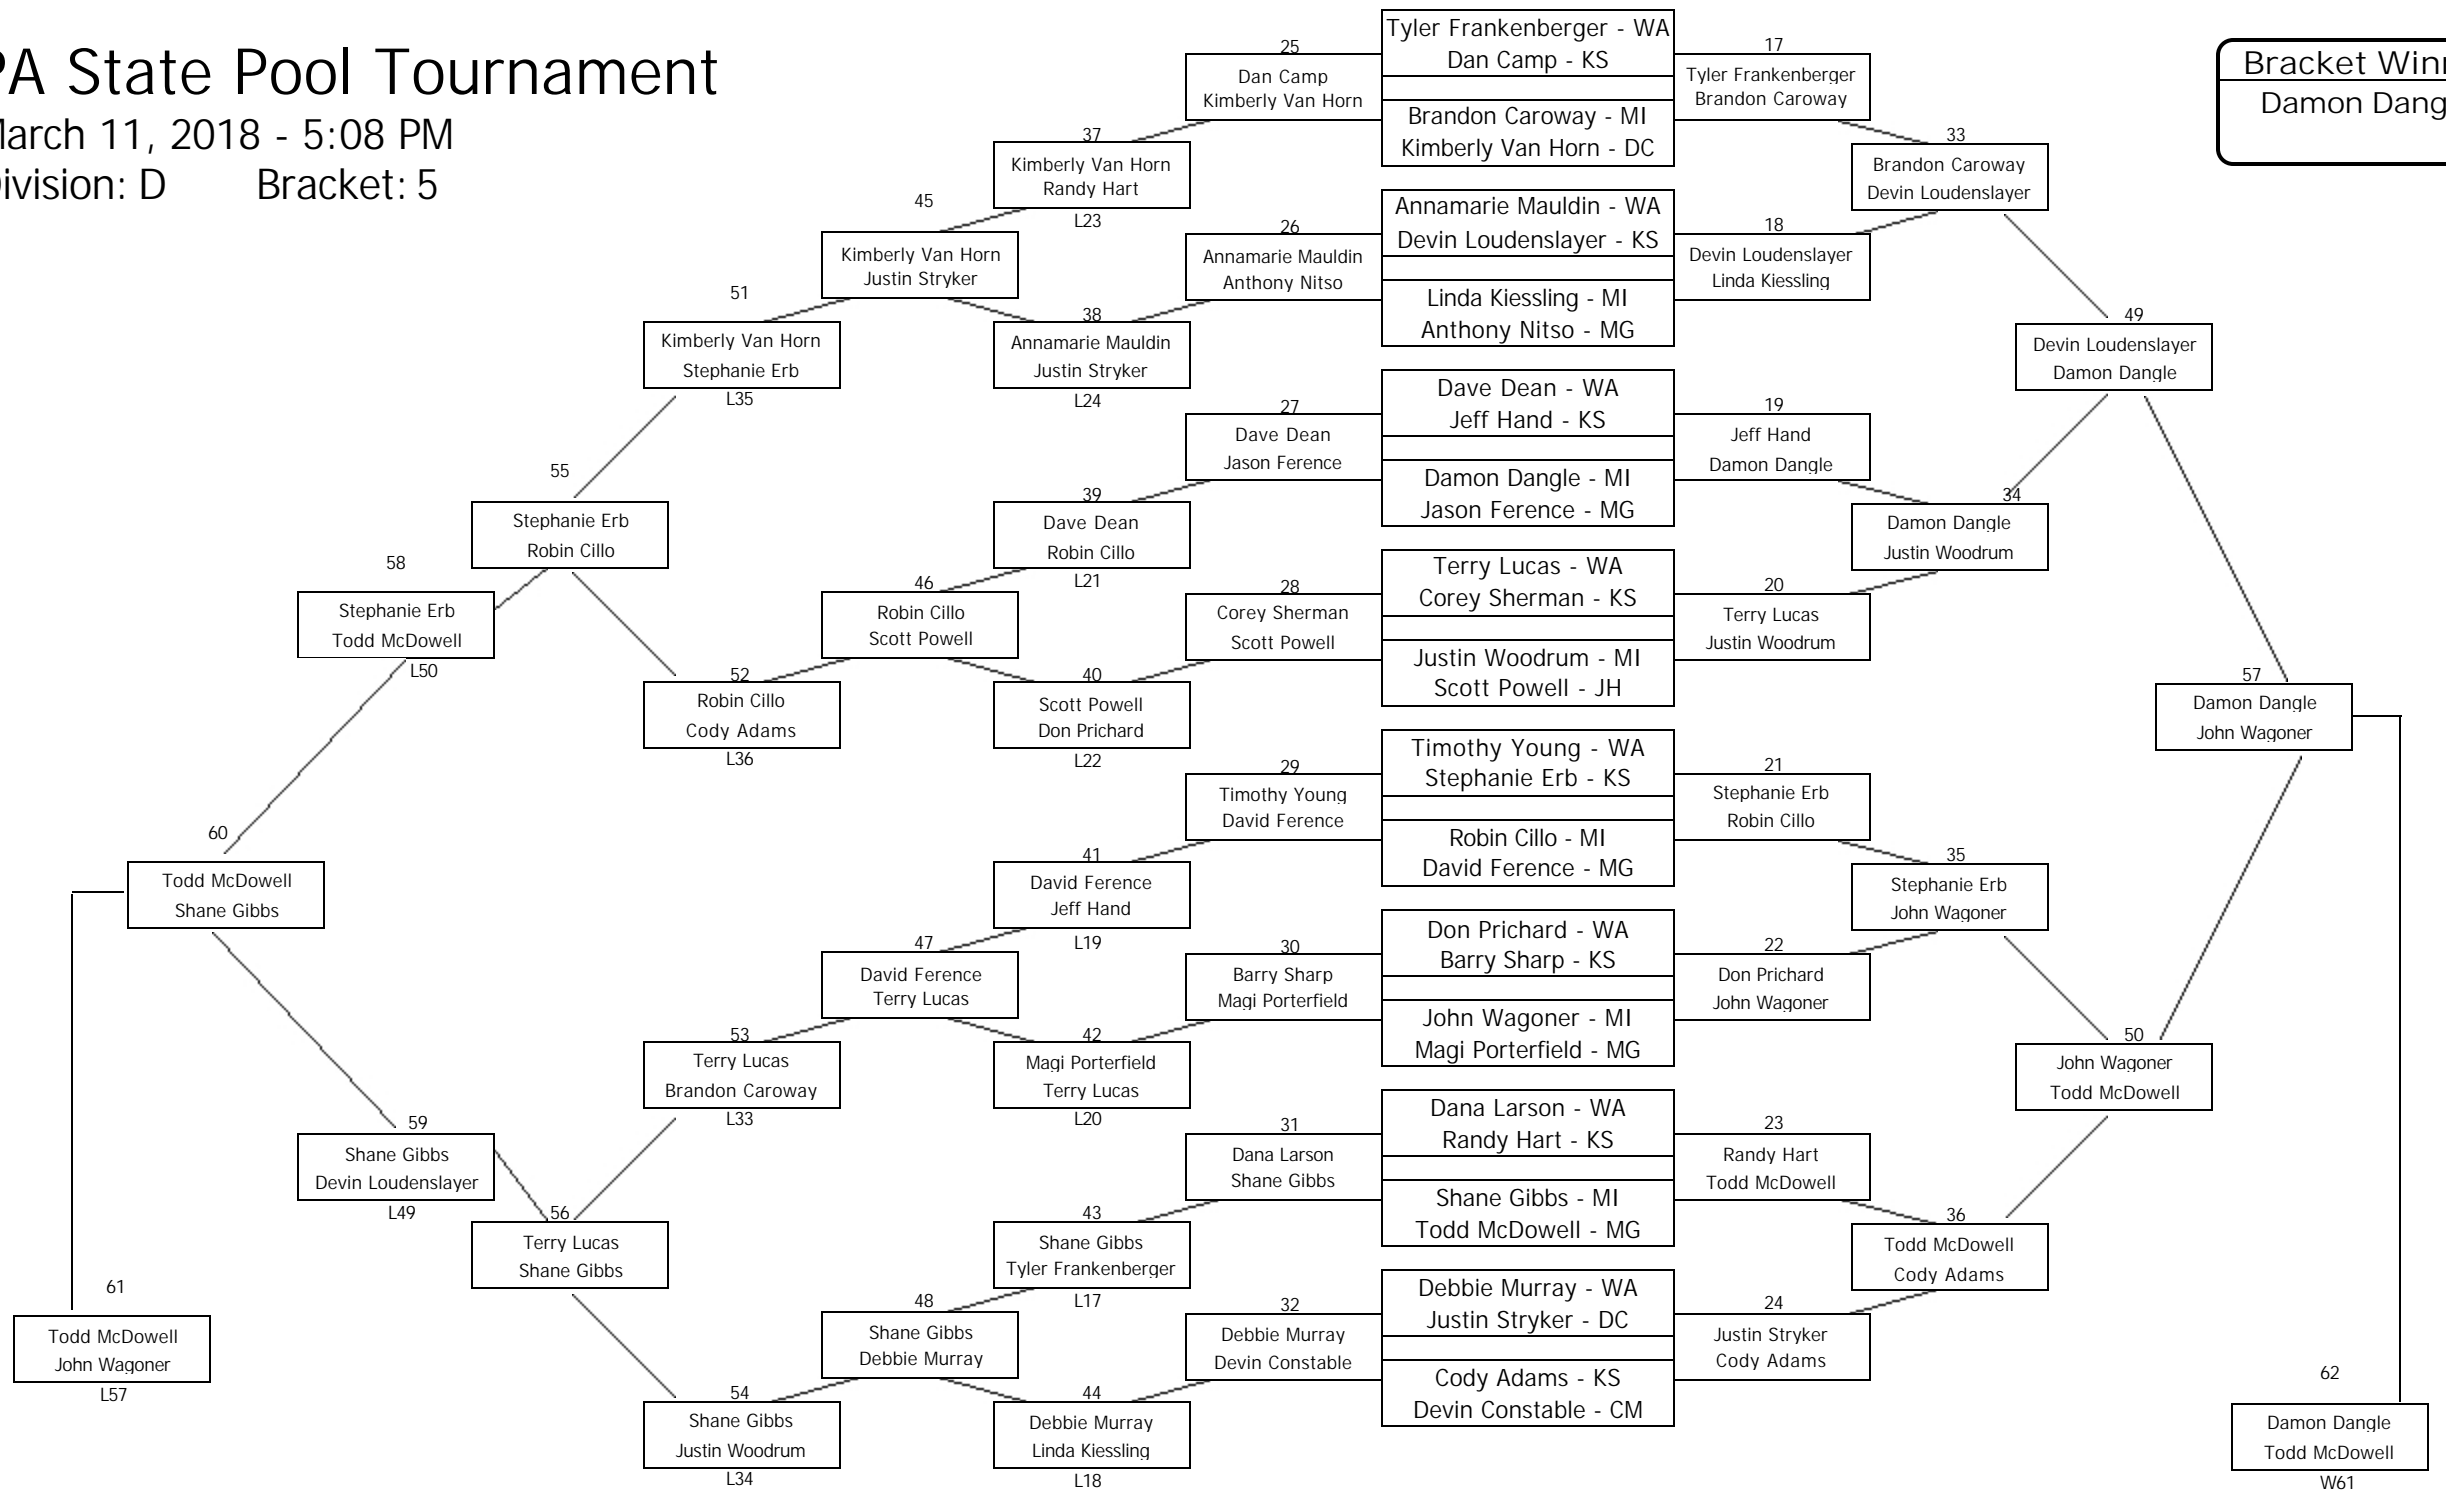 PA State Pool Tournament
March 11, 2018 - 5:08 PM
Division: D Bracket: 5
Bracket Winn
Damon Dang
25
Dan Camp
Kimberly Van Horn
37
Kimberly Van Horn
Randy Hart
L23
45
Kimberly Van Horn
Justin Stryker
26
Annamarie Mauldin
Anthony Nitso
38
Annamarie Mauldin
Justin Stryker
L24
51
Kimberly Van Horn
Stephanie Erb
L35
27
Dave Dean
Jason Ference
39
Dave Dean
Robin Cillo
L21
46
Robin Cillo
Scott Powell
28
Corey Sherman
Scott Powell
40
Scott Powell
Don Prichard
L22
52
Robin Cillo
Cody Adams
L36
55
Stephanie Erb
Robin Cillo
58
Stephanie Erb
Todd McDowell
L50
29
Timothy Young
David Ference
41
David Ference
Jeff Hand
L19
47
David Ference
Terry Lucas
30
Barry Sharp
Magi Porterfield
42
Magi Porterfield
Terry Lucas
L20
53
Terry Lucas
Brandon Caroway
L33
31
Dana Larson
Shane Gibbs
43
Shane Gibbs
Tyler Frankenberger
L17
48
Shane Gibbs
Debbie Murray
32
Debbie Murray
Devin Constable
44
Debbie Murray
Linda Kiessling
L18
54
Shane Gibbs
Justin Woodrum
L34
56
Terry Lucas
Shane Gibbs
59
Shane Gibbs
Devin Loudenslayer
L49
60
Todd McDowell
Shane Gibbs
61
Todd McDowell
John Wagoner
L57
Tyler Frankenberger - WA
Dan Camp - KS
Brandon Caroway - MI
Kimberly Van Horn - DC
Annamarie Mauldin - WA
Devin Loudenslayer - KS
Linda Kiessling - MI
Anthony Nitso - MG
Dave Dean - WA
Jeff Hand - KS
Damon Dangle - MI
Jason Ference - MG
Terry Lucas - WA
Corey Sherman - KS
Justin Woodrum - MI
Scott Powell - JH
Timothy Young - WA
Stephanie Erb - KS
Robin Cillo - MI
David Ference - MG
Don Prichard - WA
Barry Sharp - KS
John Wagoner - MI
Magi Porterfield - MG
Dana Larson - WA
Randy Hart - KS
Shane Gibbs - MI
Todd McDowell - MG
Debbie Murray - WA
Justin Stryker - DC
Cody Adams - KS
Devin Constable - CM
17
Tyler Frankenberger
Brandon Caroway
33
Brandon Caroway
Devin Loudenslayer
18
Devin Loudenslayer
Linda Kiessling
49
Devin Loudenslayer
Damon Dangle
19
Jeff Hand
Damon Dangle
34
Damon Dangle
Justin Woodrum
20
Terry Lucas
Justin Woodrum
57
Damon Dangle
John Wagoner
21
Stephanie Erb
Robin Cillo
35
Stephanie Erb
John Wagoner
22
Don Prichard
John Wagoner
50
John Wagoner
Todd McDowell
23
Randy Hart
Todd McDowell
36
Todd McDowell
Cody Adams
24
Justin Stryker
Cody Adams
62
Damon Dangle
Todd McDowell
W61